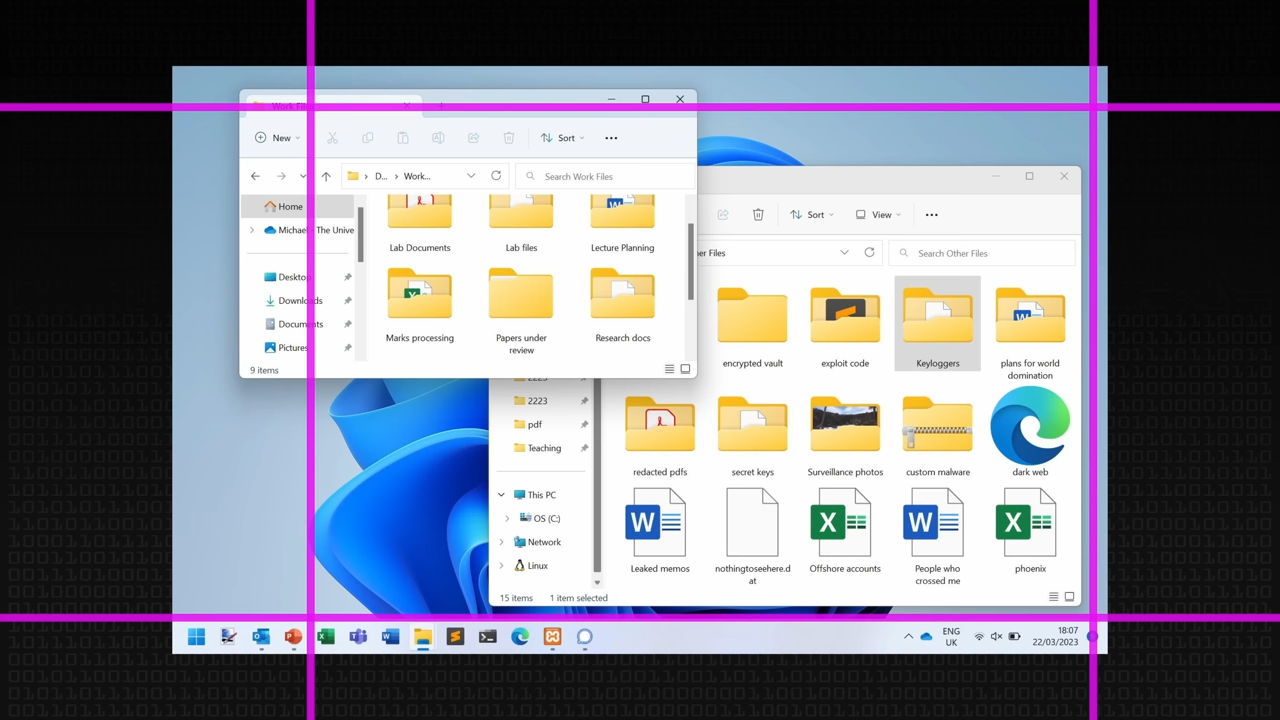 Work Files
New
Sort
D...
Work...
Search Work Files
Home
Michael - The Unive
Desktop
Downloads
Documents
Pictures
Lab Documents
Lab files
Lecture Planning
Marks processing
Papers under
review
Research docs
9 items
Sort
View
er Files
Search Other Files
encrypted vault
exploit code
Keyloggers
plans for world
domination
2223
2223
pdf
Teaching
This PC
OS (C:)
Network
Linux
redacted pdfs
secret keys
Surveillance photos
custom malware
dark web
Leaked memos
nothingtoseehere.d
at
Offshore accounts
People who
crossed me
phoenix
15 items
1 item selected
ENG
UK
18:07
22/03/2023